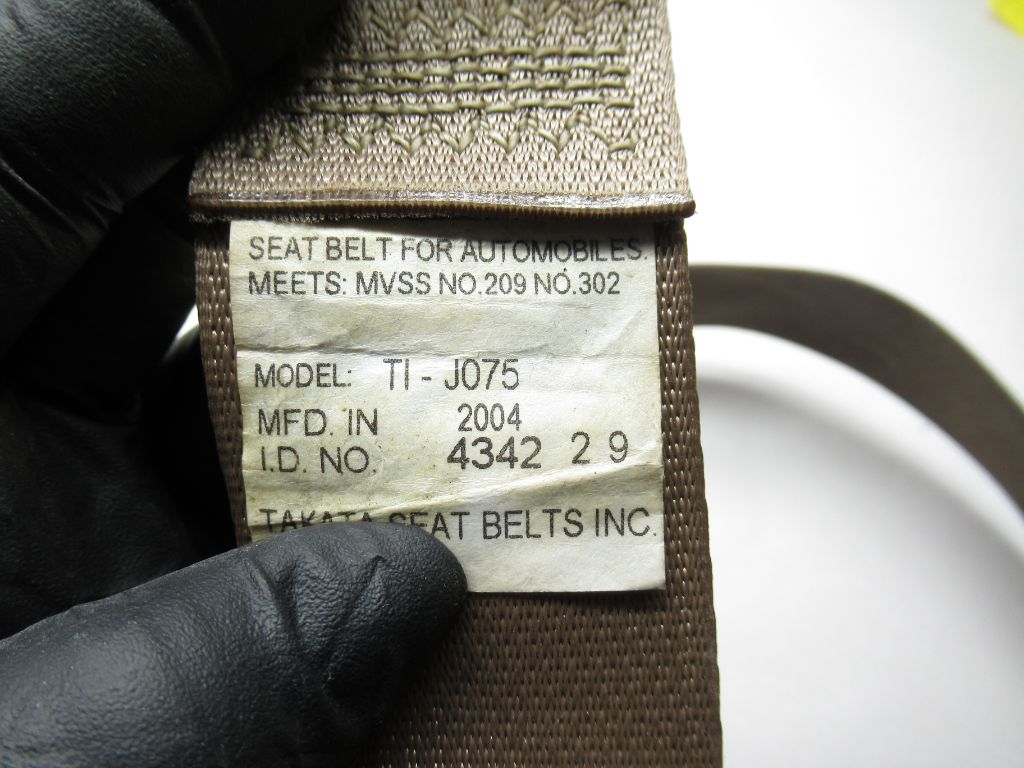 SEAT BELT FOR AUTOMOBILES.
MEETS: MVSS NO.209 NO.302
MODEL: TI - J075
MFD. IN 2004
I.D. NO. 4342 2 9
TAKATA SEAT BELTS INC.